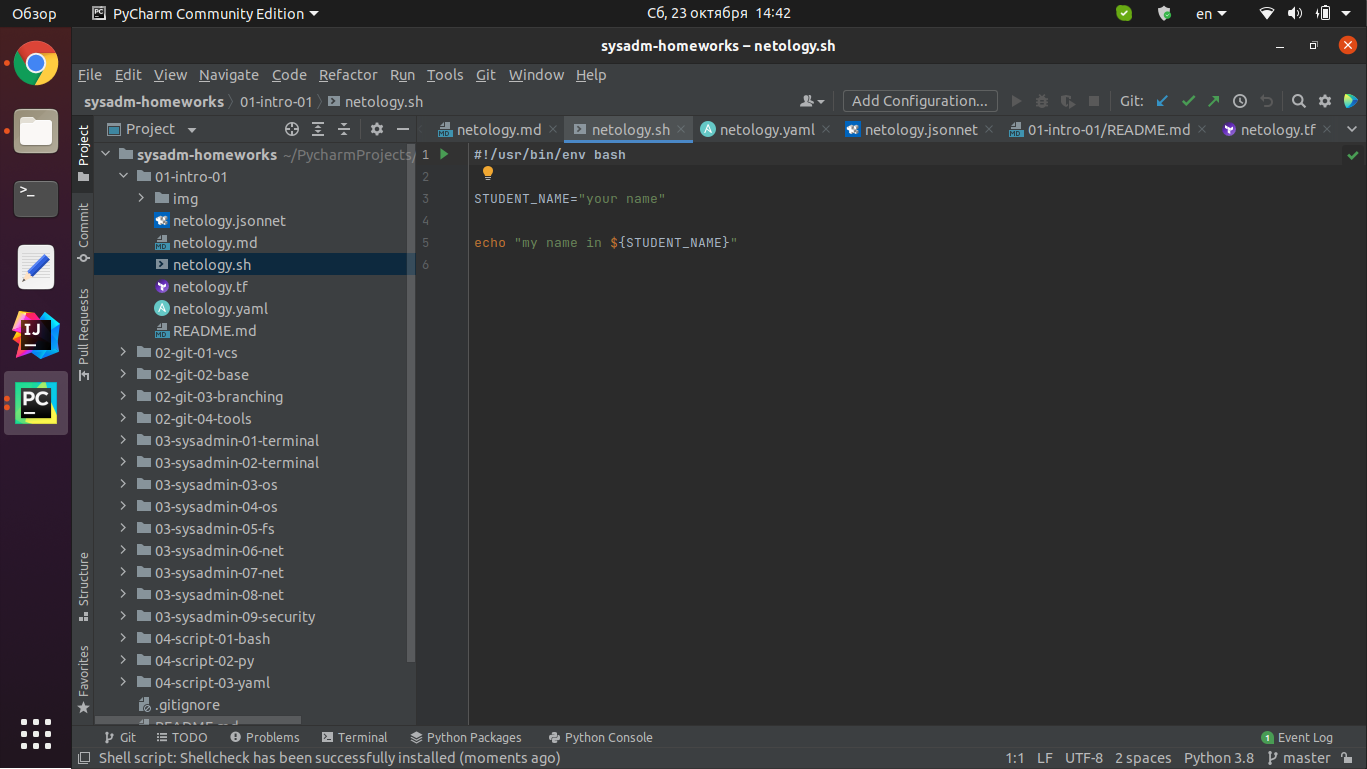 Обзор PyCharm Community Edition Сб, 23 октября 14:42 en
sysadm-homeworks – netology.sh
File Edit View Navigate Code Refactor Run Tools Git Window Help
sysadm-homeworks 01-intro-01 netology.sh Add Configuration... Git:
Project netology.md netology.sh netology.yaml netology.jsonnet 01-intro-01/README.md netology.tf
Project
Commit
Pull Requests
Structure
Favorites
sysadm-homeworks ~/PycharmProjects/
01-intro-01
img
netology.jsonnet
netology.md
netology.sh
netology.tf
netology.yaml
README.md
02-git-01-vcs
02-git-02-base
02-git-03-branching
02-git-04-tools
03-sysadmin-01-terminal
03-sysadmin-02-terminal
03-sysadmin-03-os
03-sysadmin-04-os
03-sysadmin-05-fs
03-sysadmin-06-net
03-sysadmin-07-net
03-sysadmin-08-net
03-sysadmin-09-security
04-script-01-bash
04-script-02-py
04-script-03-yaml
.gitignore
README.md
1 #!/usr/bin/env bash
2
3 STUDENT_NAME="your name"
4
5 echo "my name in ${STUDENT_NAME}"
6
Git TODO Problems Terminal Python Packages Python Console 1 Event Log
Shell script: Shellcheck has been successfully installed (moments ago) 1:1 LF UTF-8 2 spaces Python 3.8 master